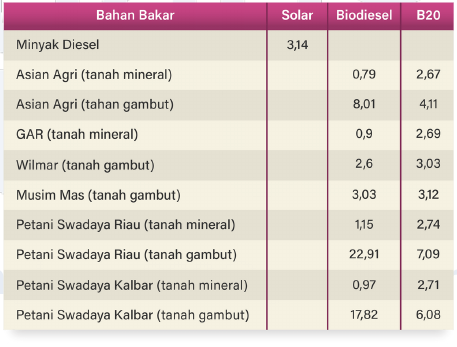 Bahan Bakar Solar Biodiesel B20
Minyak Diesel 3,14
Asian Agri (tanah mineral) 0,79 2,67
Asian Agri (tahan gambut) 8,01 4,11
GAR (tanah mineral) 0,9 2,69
Wilmar (tanah gambut) 2,6 3,03
Musim Mas (tanah gambut) 3,03 3,12
Petani Swadaya Riau (tanah mineral) 1,15 2,74
Petani Swadaya Riau (tanah gambut) 22,91 7,09
Petani Swadaya Kalbar (tanah mineral) 0,97 2,71
Petani Swadaya Kalbar (tanah gambut) 17,82 6,08